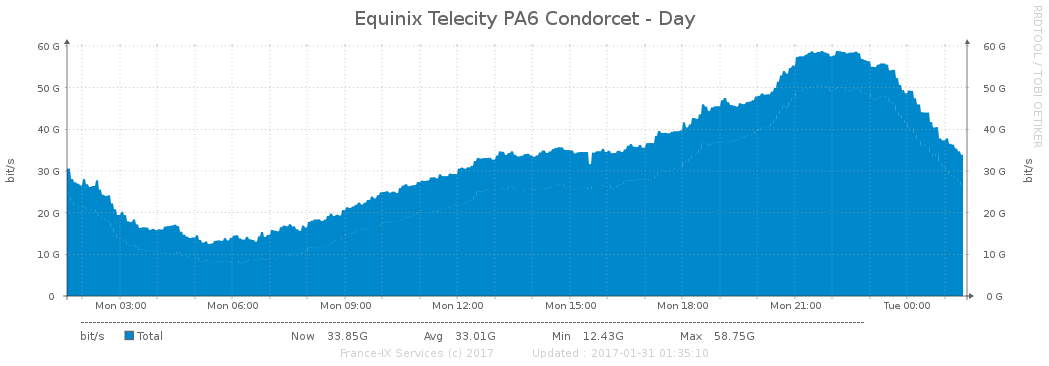 Equinix Telecity PA6 Condorcet - Day
RRDTOOL / TOBI OETIKER
60 G 60 G
50 G 50 G
40 G 40 G
30 G 30 G
20 G 20 G
10 G 10 G
0 0 G
bit/s bit/s
Mon 03:00 Mon 06:00 Mon 09:00 Mon 12:00 Mon 15:00 Mon 18:00 Mon 21:00 Tue 00:00
bit/s Total Now 33.85G Avg 33.01G Min 12.43G Max 58.75G
France-IX Services (c) 2017 Updated : 2017-01-31 01:35:10